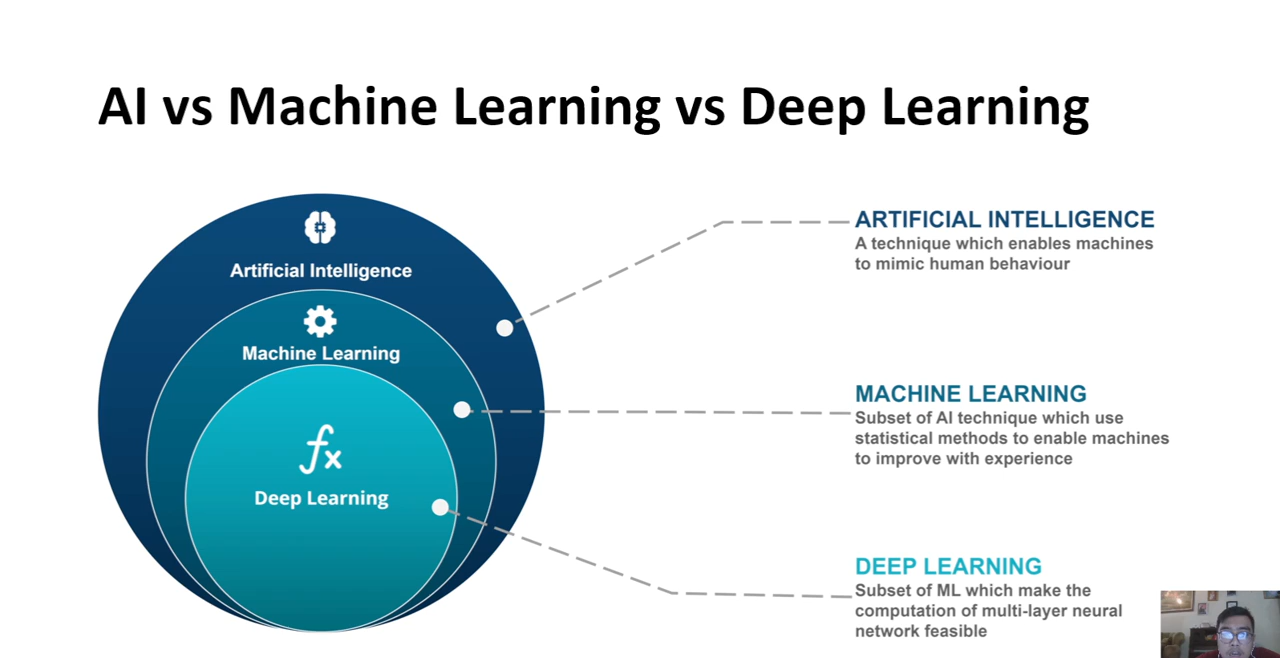 AI vs Machine Learning vs Deep Learning
Artificial Intelligence
Machine Learning
fx
Deep Learning
ARTIFICIAL INTELLIGENCE
A technique which enables machines
to mimic human behaviour
MACHINE LEARNING
Subset of AI technique which use
statistical methods to enable machines
to improve with experience
DEEP LEARNING
Subset of ML which make the
computation of multi-layer neural
network feasible